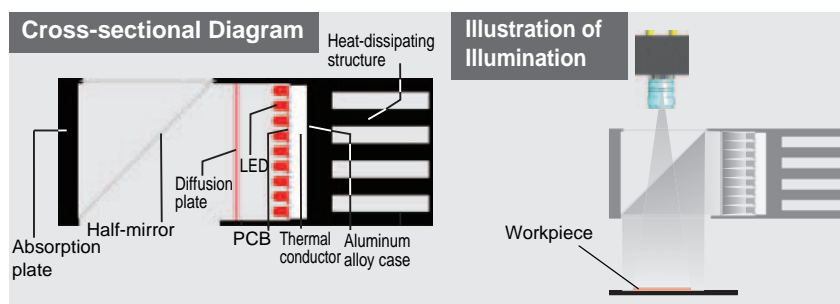 Cross-sectional Diagram
Heat-dissipating
structure
LED
Diffusion
plate
Half-mirror
Absorption
plate
PCB
Thermal
conductor
Aluminum
alloy case
Illustration of
Illumination
Workpiece